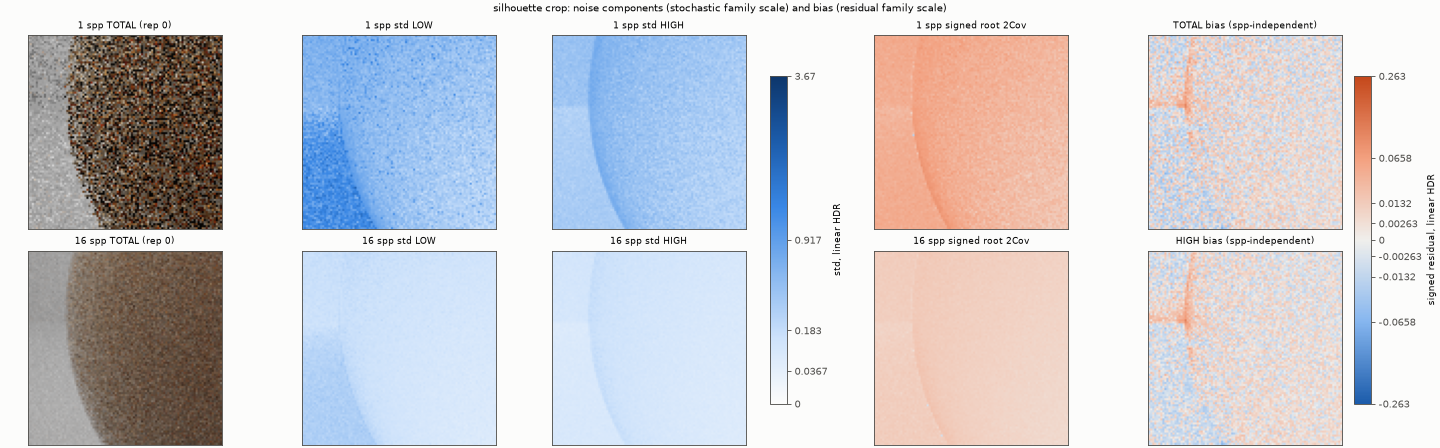 silhouette crop: noise components (stochastic family scale) and bias (residual family scale)
1 spp TOTAL (rep 0)
1 spp std LOW
1 spp std HIGH
1 spp signed root 2Cov
TOTAL bias (spp-independent)
3.67
0.917
0.183
0.0367
0
std, linear HDR
0.263
0.0658
0.0132
0.00263
0
-0.00263
-0.0132
-0.0658
-0.263
signed residual, linear HDR
16 spp TOTAL (rep 0)
16 spp std LOW
16 spp std HIGH
16 spp signed root 2Cov
HIGH bias (spp-independent)